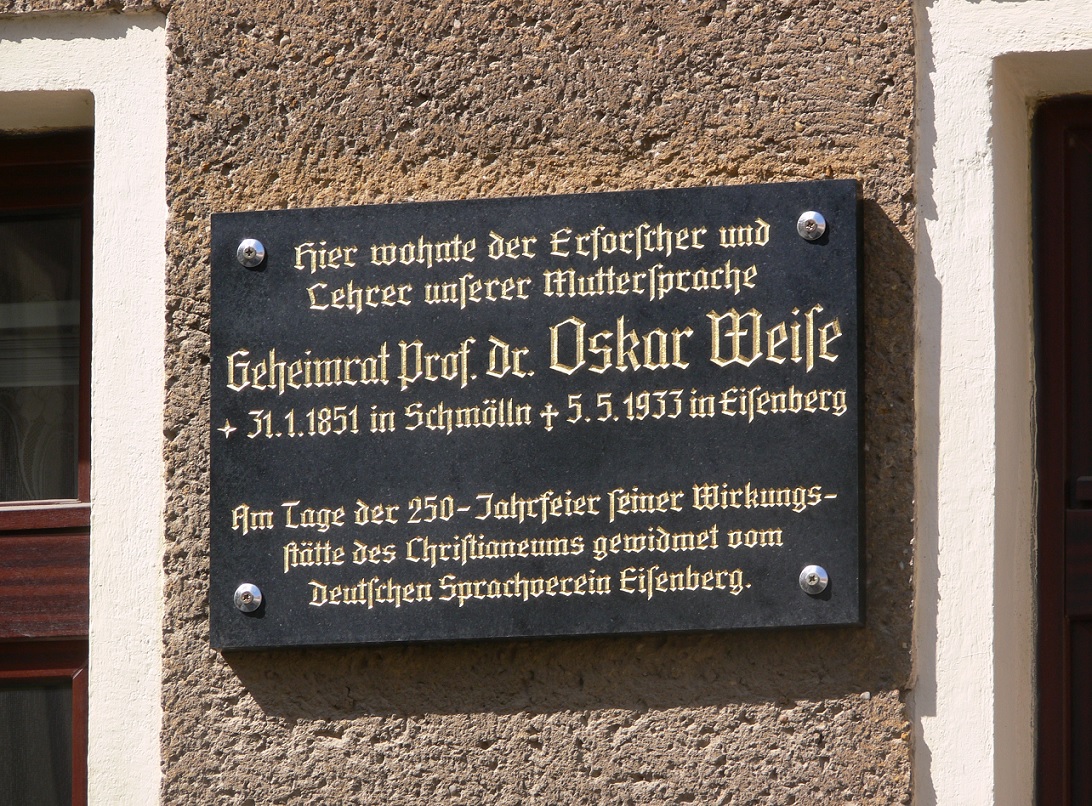 Hier wohnte der Erforſcher und
Lehrer unſerer Mutterſprache
Geheimrat Prof. Dr. Oskar Weiſe
✦ 31.1.1851 in Schmölln ✝ 5.5.1933 in Eiſenberg
Am Tage der 250-Jahrfeier ſeiner Wirkungs-
ſtätte des Chriſtianeums gewidmet vom
Deutſchen Sprachverein Eiſenberg.